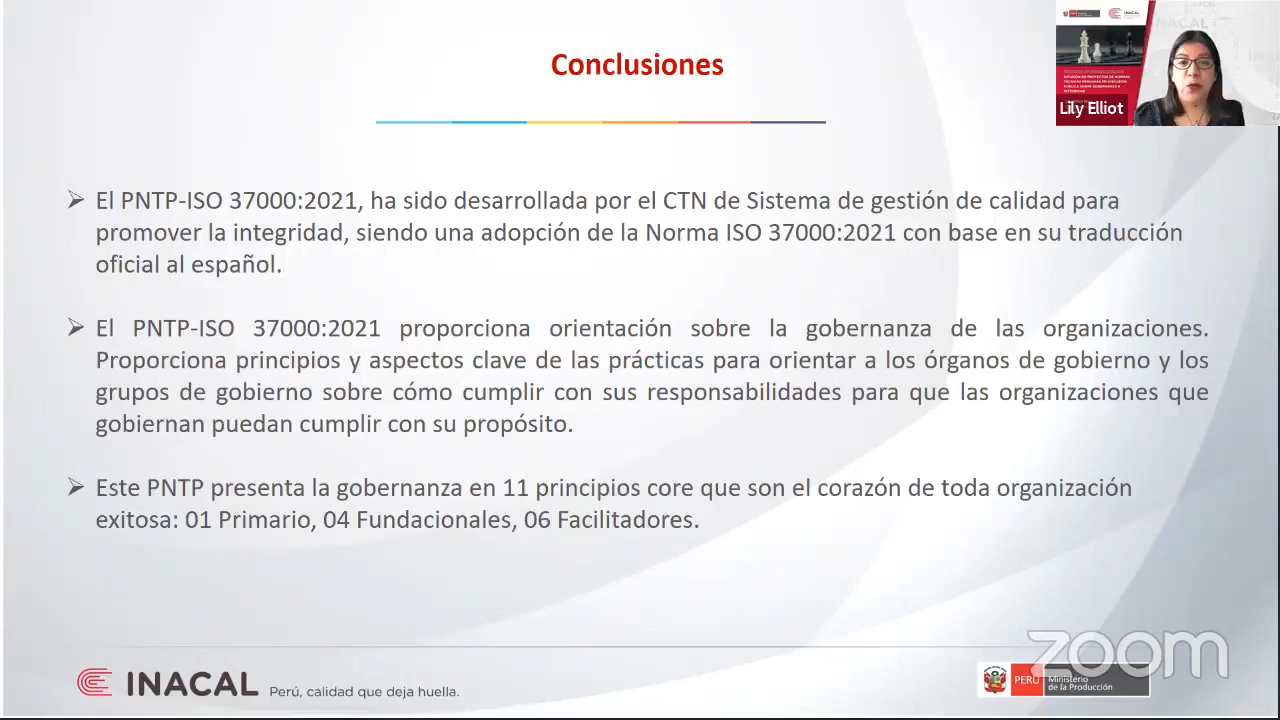 Conclusiones
INACAL
Lily Elliot
El PNTP-ISO 37000:2021, ha sido desarrollada por el CTN de Sistema de gestión de calidad para
promover la integridad, siendo una adopción de la Norma ISO 37000:2021 con base en su traducción
oficial al español.
El PNTP-ISO 37000:2021 proporciona orientación sobre la gobernanza de las organizaciones.
Proporciona principios y aspectos clave de las prácticas para orientar a los órganos de gobierno y los
grupos de gobierno sobre cómo cumplir con sus responsabilidades para que las organizaciones que
gobiernan puedan cumplir con su propósito.
Este PNTP presenta la gobernanza en 11 principios core que son el corazón de toda organización
exitosa: 01 Primario, 04 Fundacionales, 06 Facilitadores.
zoom
INACAL Perú, calidad que deja huella.
PERÚ Ministerio
de la Producción